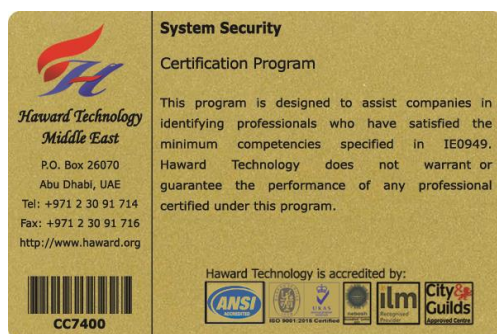 Haward Technology
Middle East
P.O. Box 26070
Abu Dhabi, UAE
Tel: +971 2 30 91 714
Fax: +971 2 30 91 716
http://www.haward.org
CC7400
System Security
Certification Program
This program is designed to assist companies in
identifying professionals who have satisfied the
minimum competencies specified in IE0949.
Haward Technology does not warrant or
guarantee the performance of any professional
certified under this program.
Haward Technology is accredited by:
ANSI
ACCREDITED
UKAS
ISO 9001:2015 Certified
ilm
Recognised
Provider
City&
Guilds
Approved Centre